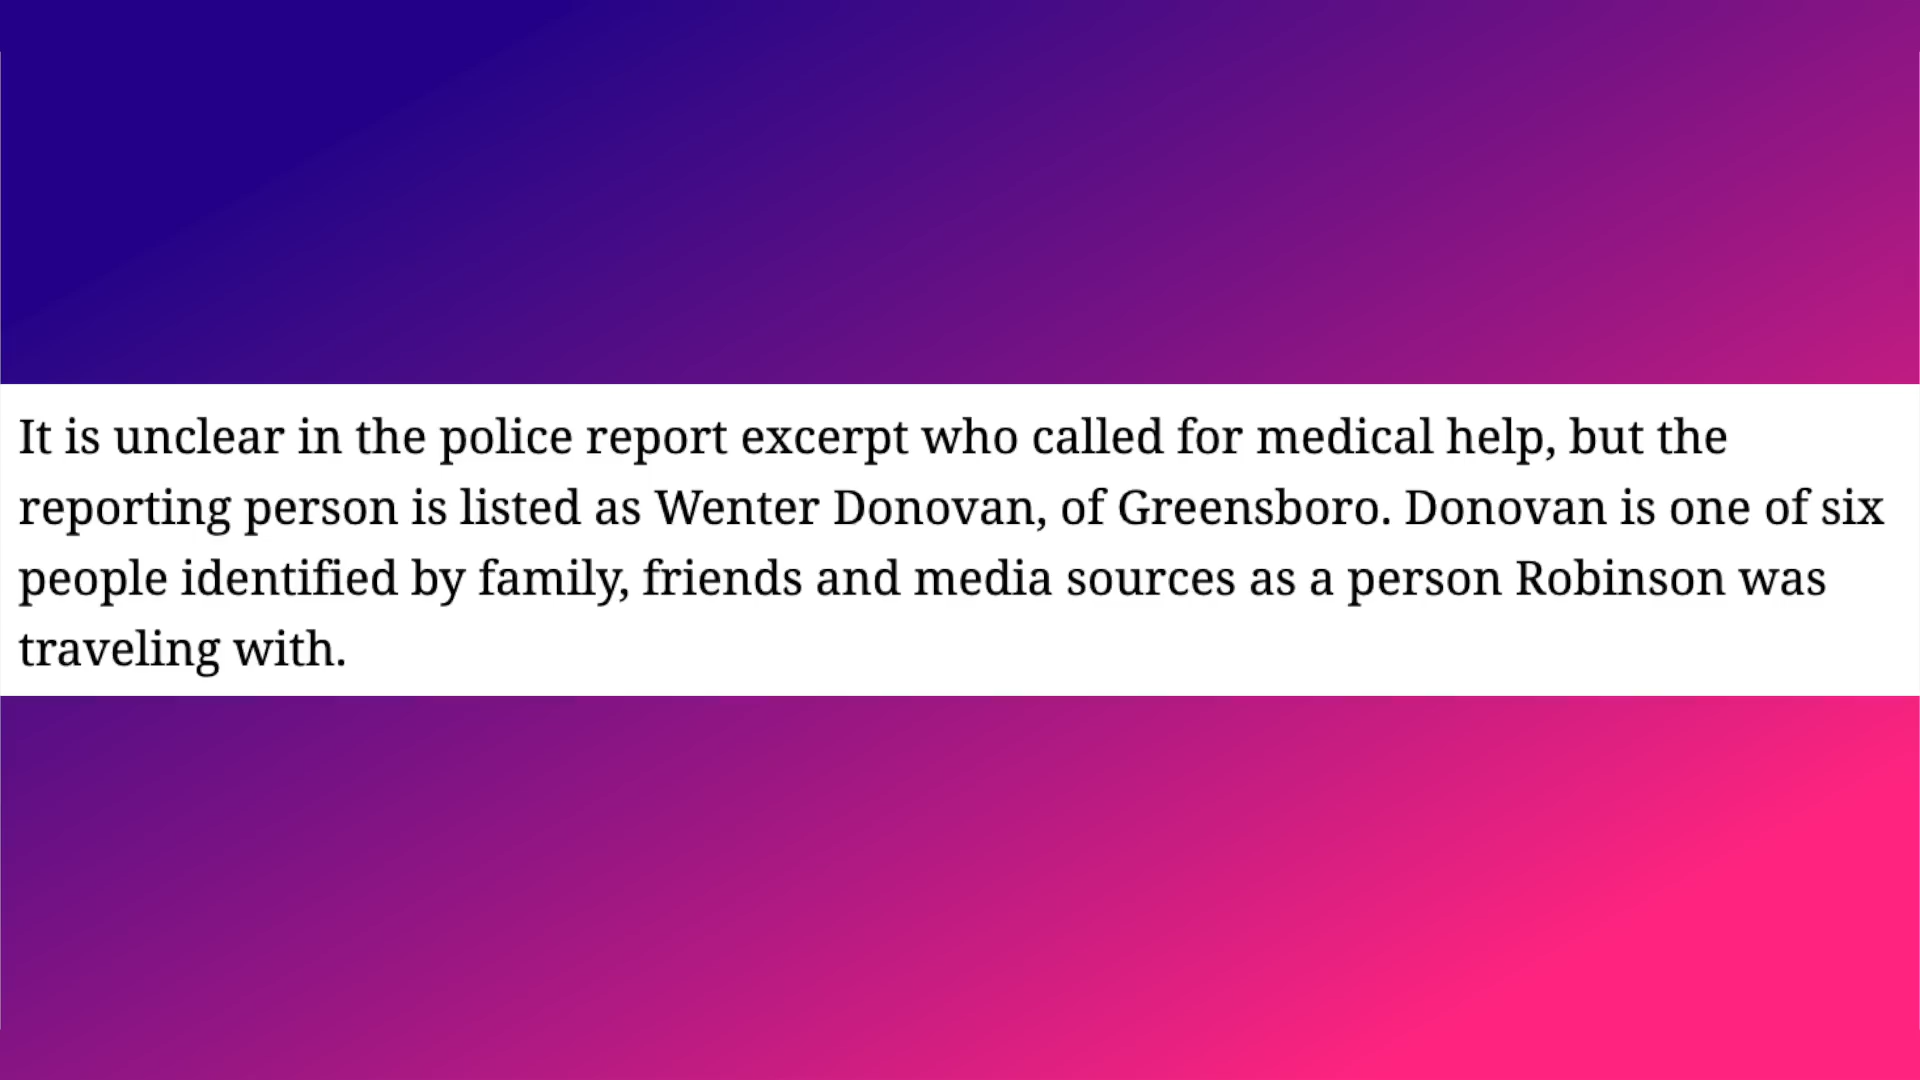 It is unclear in the police report excerpt who called for medical help, but the
reporting person is listed as Wenter Donovan, of Greensboro. Donovan is one of six
people identified by family, friends and media sources as a person Robinson was
traveling with.